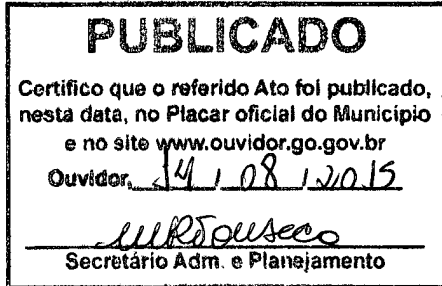 PUBLICADO
Certifico que o referido Ato foi publicado,
nesta data, no Placar oficial do Município
e no site www.ouvidor.go.gov.br
Ouvidor, 14 / 08 / 2015
Secretário Adm. e Planejamento